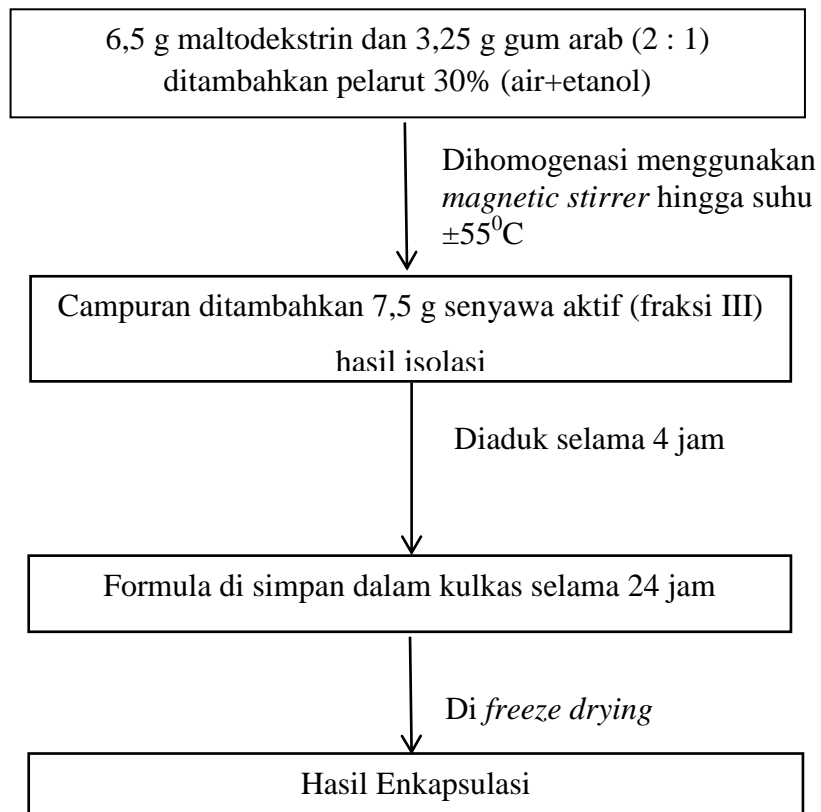 6,5 g maltodekstrin dan 3,25 g gum arab (2 : 1)
ditambahkan pelarut 30% (air+etanol)
Dihomogenasi menggunakan
magnetic stirrer hingga suhu
±55⁰C
Campuran ditambahkan 7,5 g senyawa aktif (fraksi III)
hasil isolasi
Diaduk selama 4 jam
Formula di simpan dalam kulkas selama 24 jam
Di freeze drying
Hasil Enkapsulasi